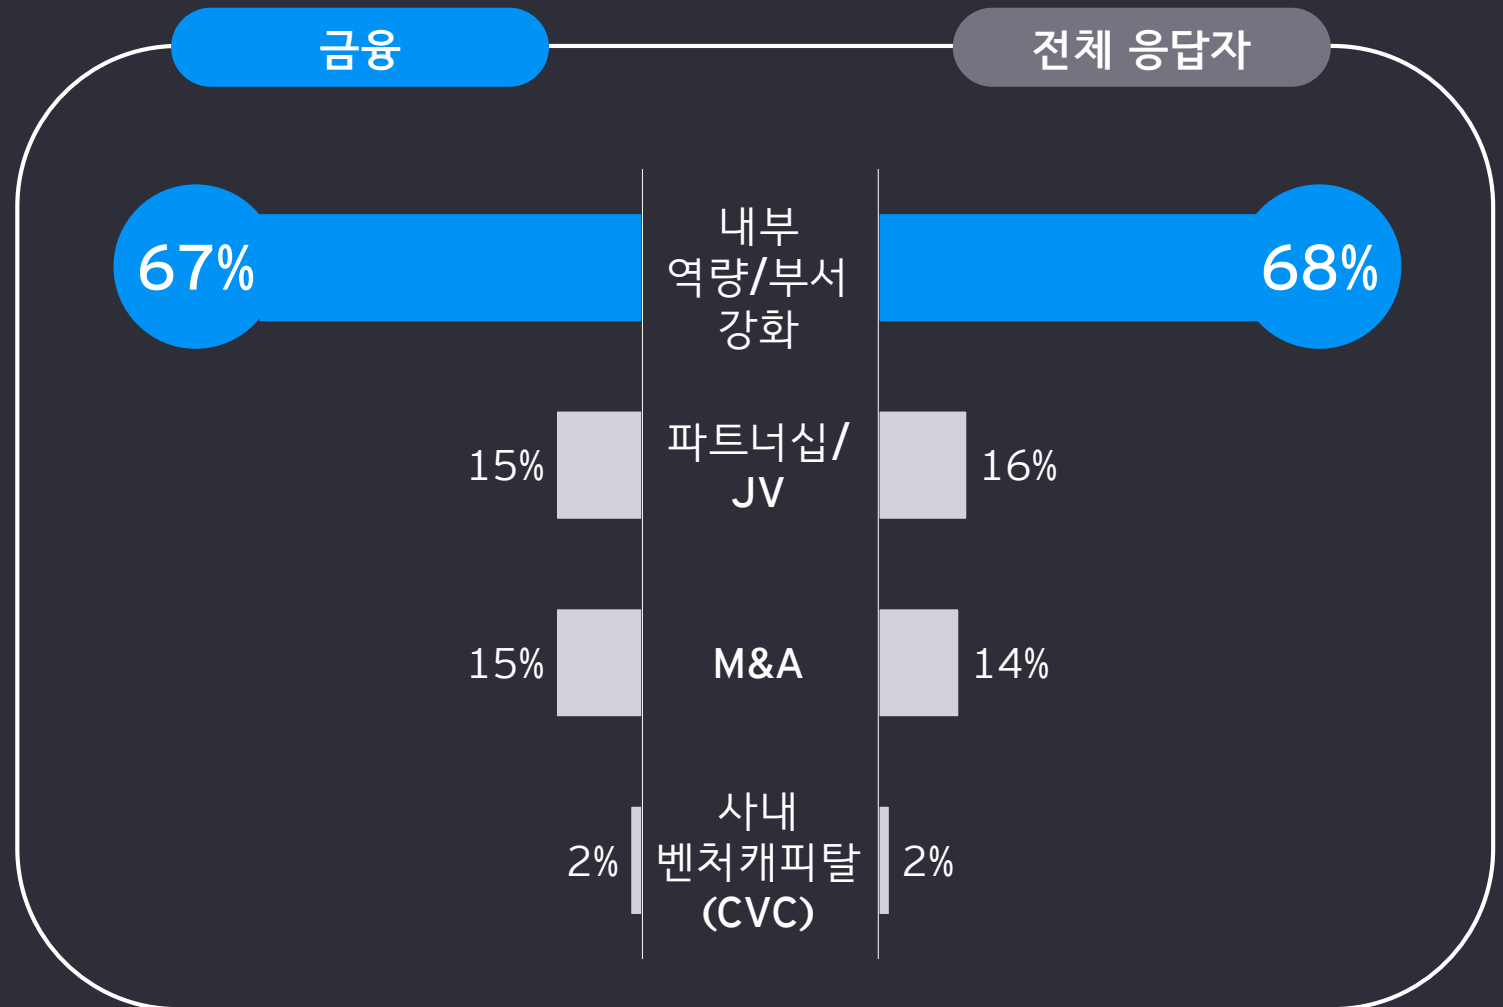 금융
전체 응답자
67%
내부
역량/부서
강화
68%
15%
파트너십/
JV
16%
15%
M&A
14%
2%
사내
벤처캐피탈
(CVC)
2%